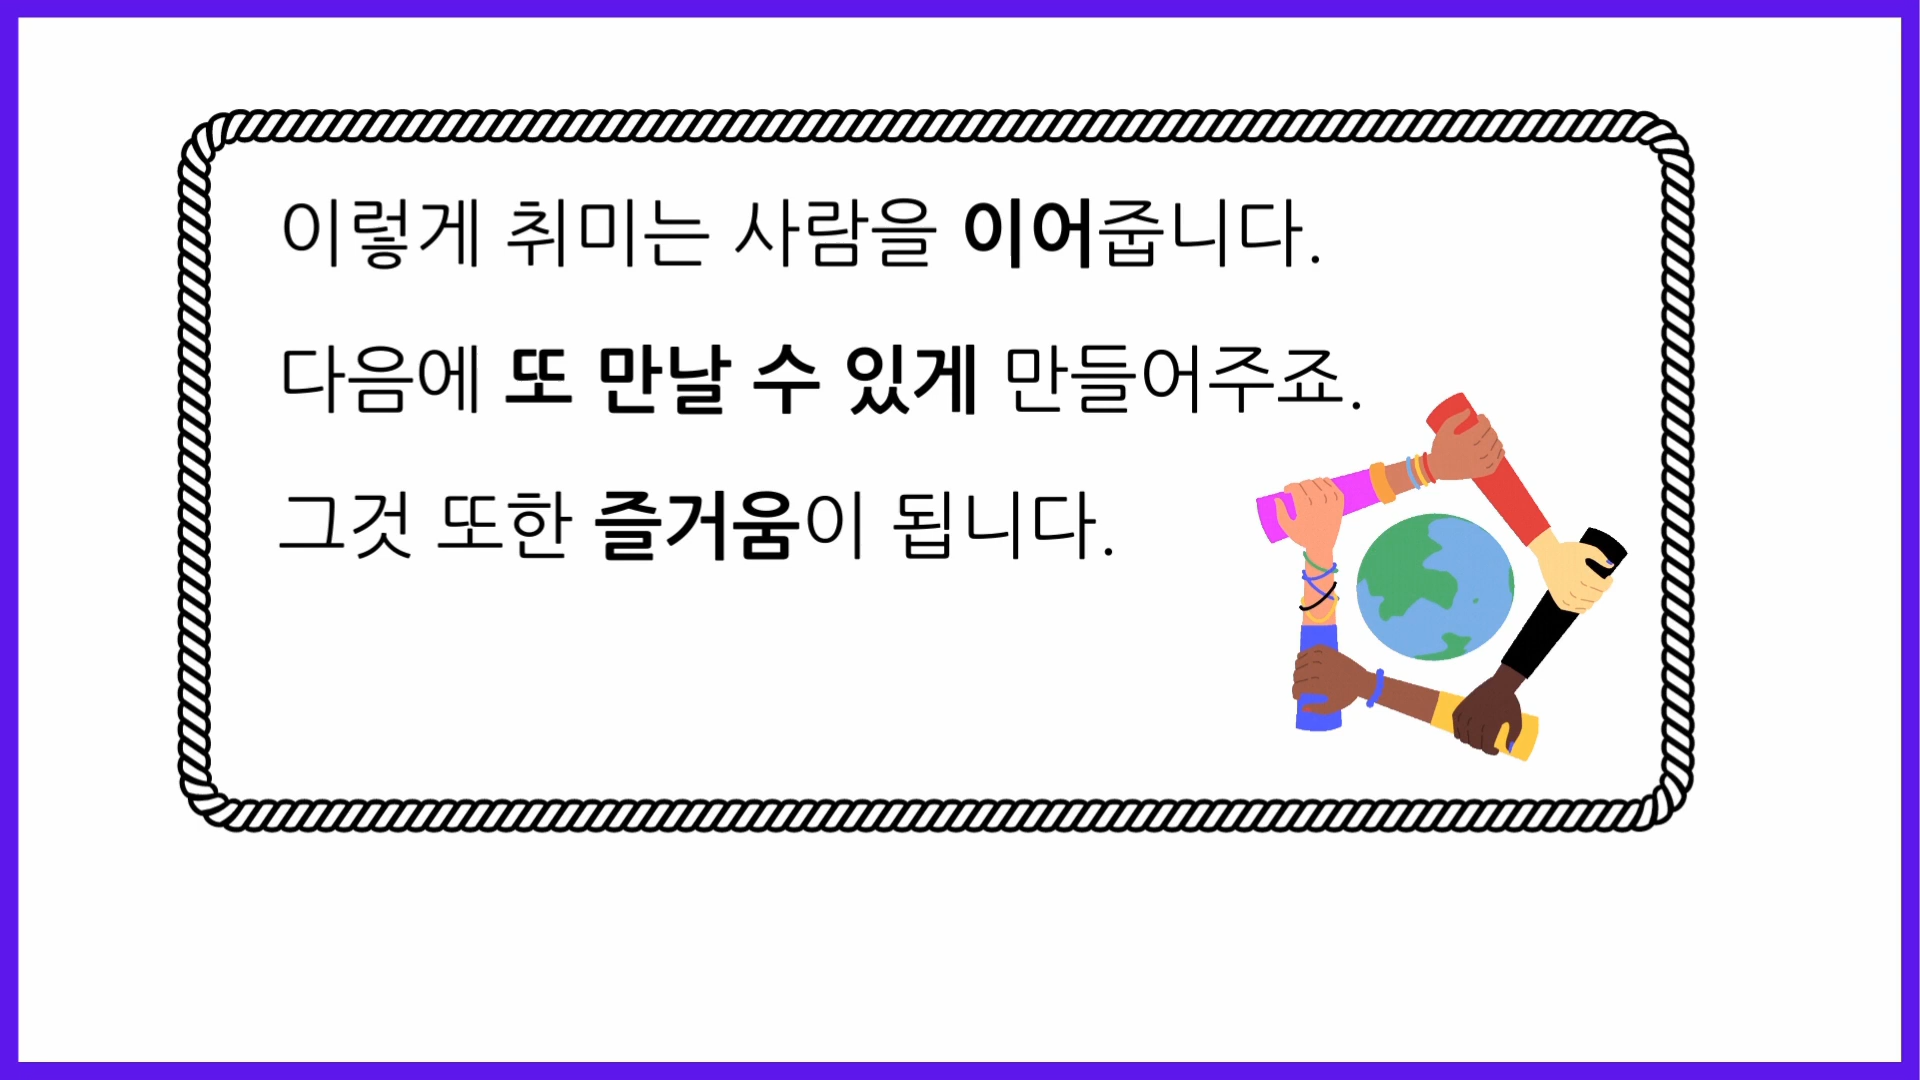 이렇게 취미는 사람을 이어줍니다.
다음에 또 만날 수 있게 만들어주죠.
그것 또한 즐거움이 됩니다.